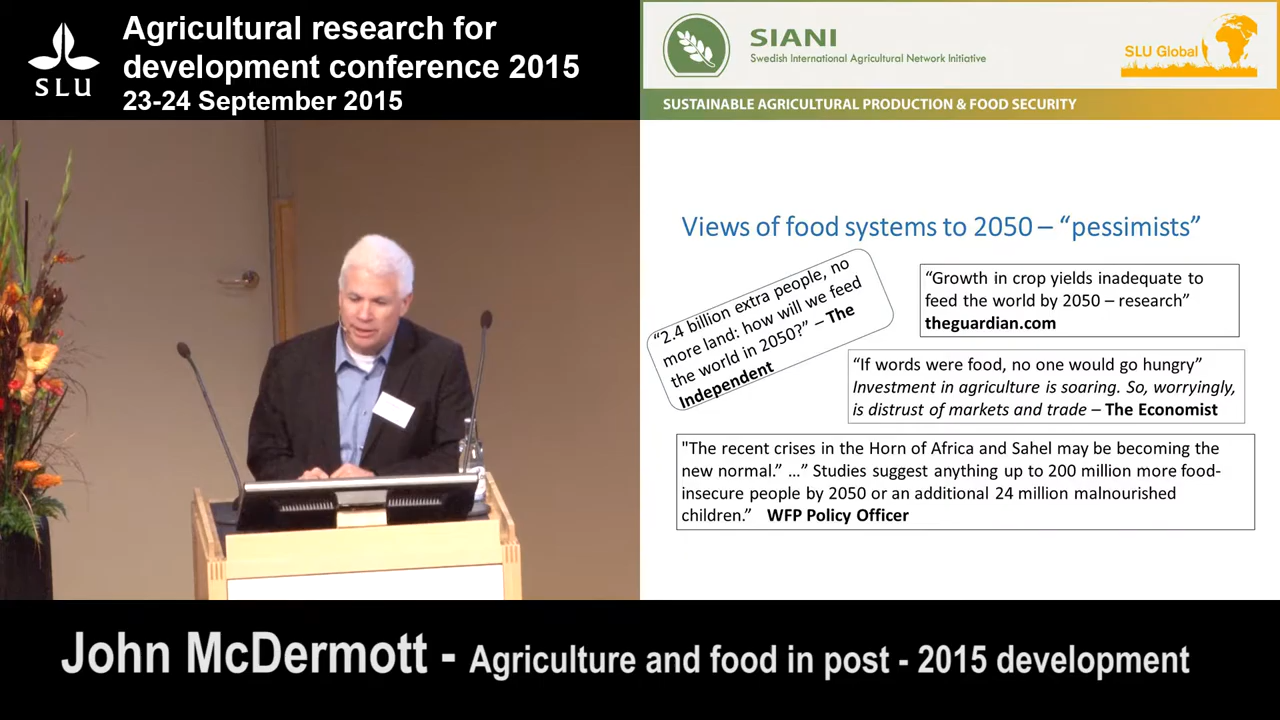 SLU
Agricultural research for
development conference 2015
23-24 September 2015
SIANI
Swedish International Agricultural Network Initiative
SLU Global
SUSTAINABLE AGRICULTURAL PRODUCTION & FOOD SECURITY
Views of food systems to 2050 – “pessimists”
“2.4 billion extra people, no
more land: how will we feed
the world in 2050?” – The
Independent
“Growth in crop yields inadequate to
feed the world by 2050 – research”
theguardian.com
“If words were food, no one would go hungry”
Investment in agriculture is soaring. So, worryingly,
is distrust of markets and trade – The Economist
"The recent crises in the Horn of Africa and Sahel may be becoming the
new normal.” …” Studies suggest anything up to 200 million more food-
insecure people by 2050 or an additional 24 million malnourished
children.” WFP Policy Officer
John McDermott - Agriculture and food in post - 2015 development